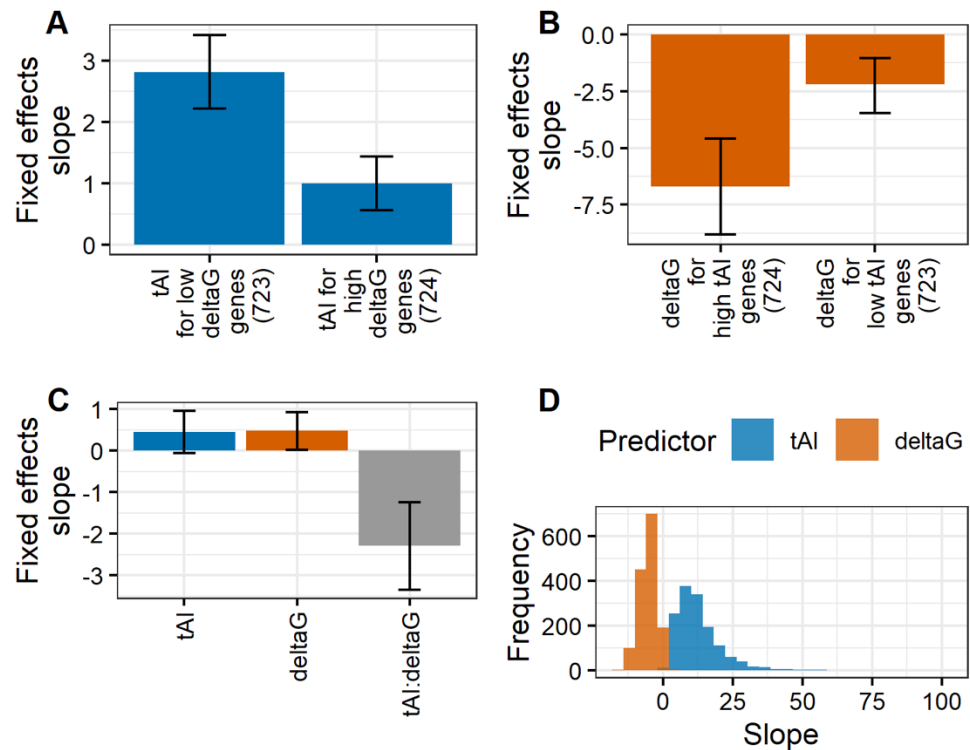 A
Fixed effects
slope
3
2
1
0
tAI
for low
deltaG
genes
(723)
tAI for
high
deltaG
genes
(724)
B
Fixed effects
slope
0.0
-2.5
-5.0
-7.5
deltaG
for
high tAI
genes
(724)
deltaG
for
low tAI
genes
(723)
C
Fixed effects
slope
1
0
-1
-2
-3
tAI
deltaG
tAI:deltaG
D
Predictor tAI deltaG
Frequency
600
400
200
0
0 25 50 75 100
Slope